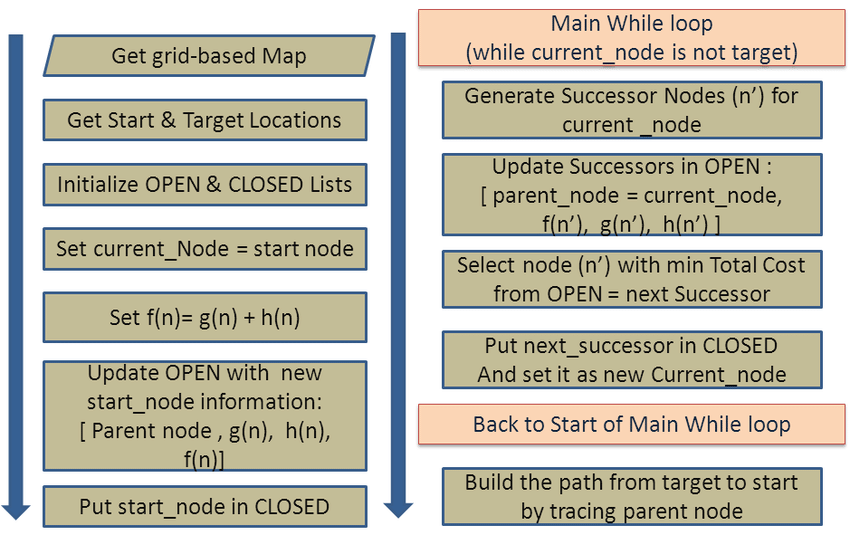 Get grid-based Map
Get Start & Target Locations
Initialize OPEN & CLOSED Lists
Set current_Node = start node
Set f(n)= g(n) + h(n)
Update OPEN with  new
start_node information:
[ Parent node , g(n),  h(n),
f(n)]
Put start_node in CLOSED
Main While loop
(while current_node is not target)
Generate Successor Nodes (n’) for
current _node
Update Successors in OPEN :
[ parent_node = current_node,
f(n’),  g(n’),  h(n’) ]
Select node (n’) with min Total Cost
from OPEN = next Successor
Put next_successor in CLOSED
And set it as new Current_node
Back to Start of Main While loop
Build the path from target to start
by tracing parent node